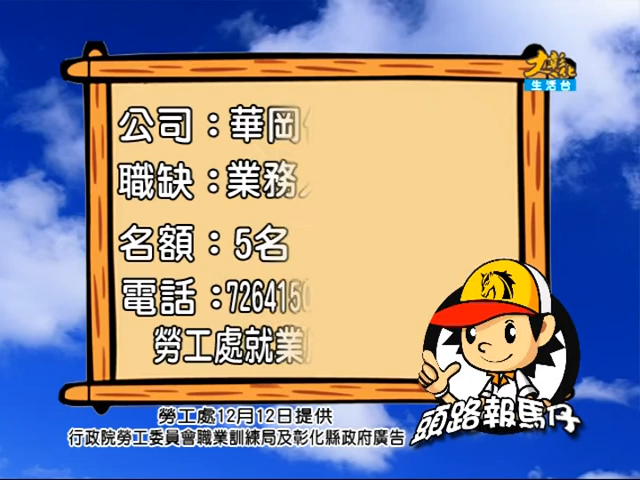 大彰化
生活台
公司：華岡
職缺：業務
名額：5名
電話：7264150
勞工處就業
勞工處12月12日提供
行政院勞工委員會職業訓練局及彰化縣政府廣告
頭路報馬仔